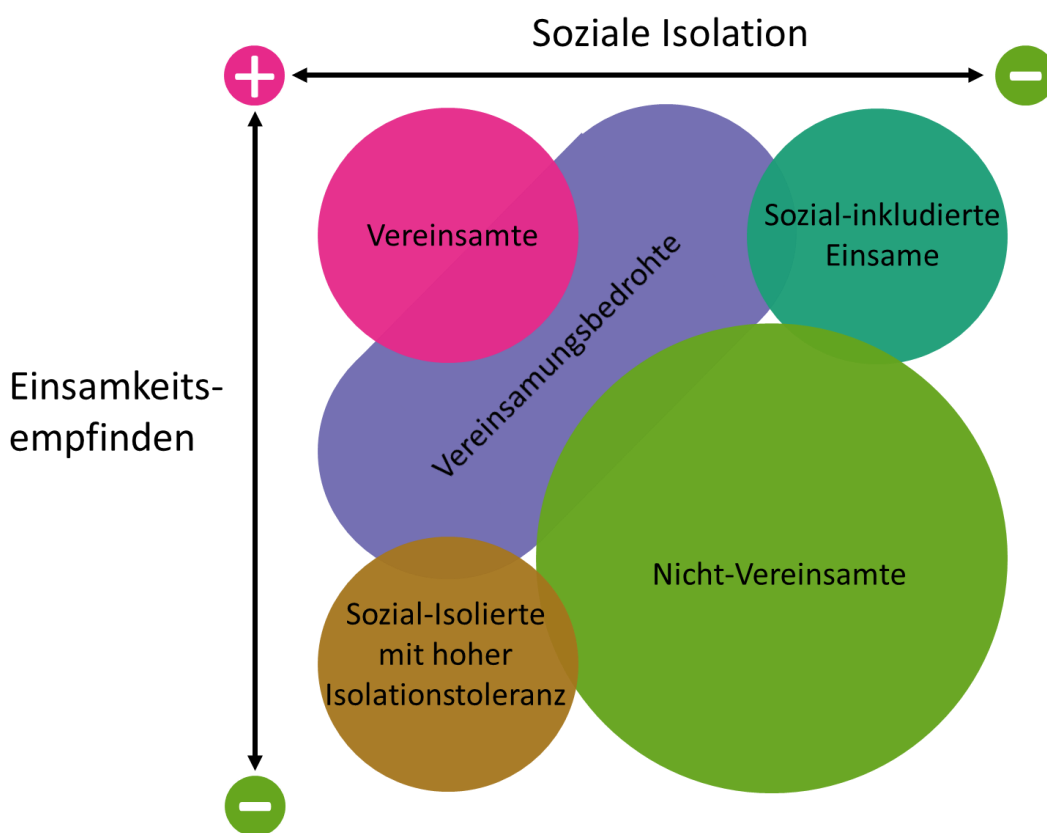 Soziale Isolation
Vereinsamte
Sozial-inkludierte
Einsame
Vereinsamungsbedrohte
Einsamkeits-
empfinden
Nicht-Vereinsamte
Sozial-Isolierte
mit hoher
Isolationstoleranz